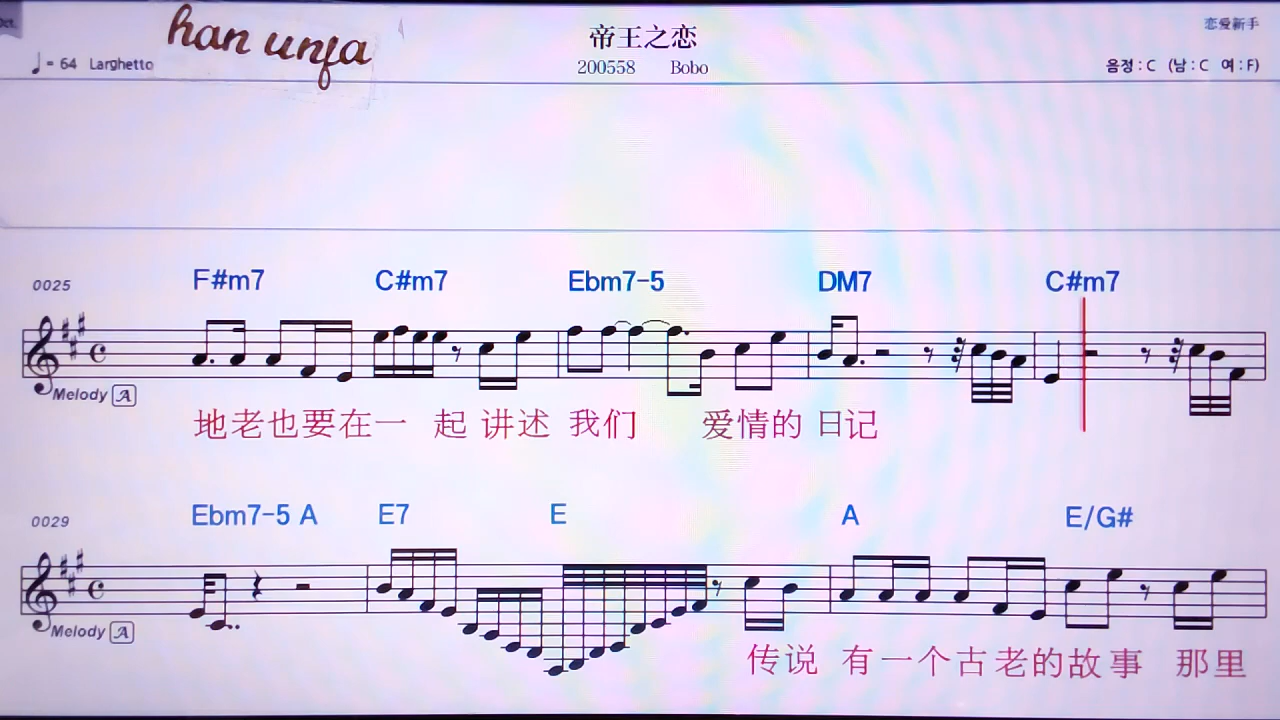 Oct.
han unfa
♩= 64 Larghetto
帝王之恋
200558 Bobo
恋爱新手
음정 : C (남 : C 여 : F)
0025
F#m7 C#m7 Ebm7-5 DM7 C#m7
Melody A
地老也要在一 起 讲述 我们 爱情的 日记
0029
Ebm7-5 A E7 E A E/G#
Melody A
传说 有一个古老的故事 那里